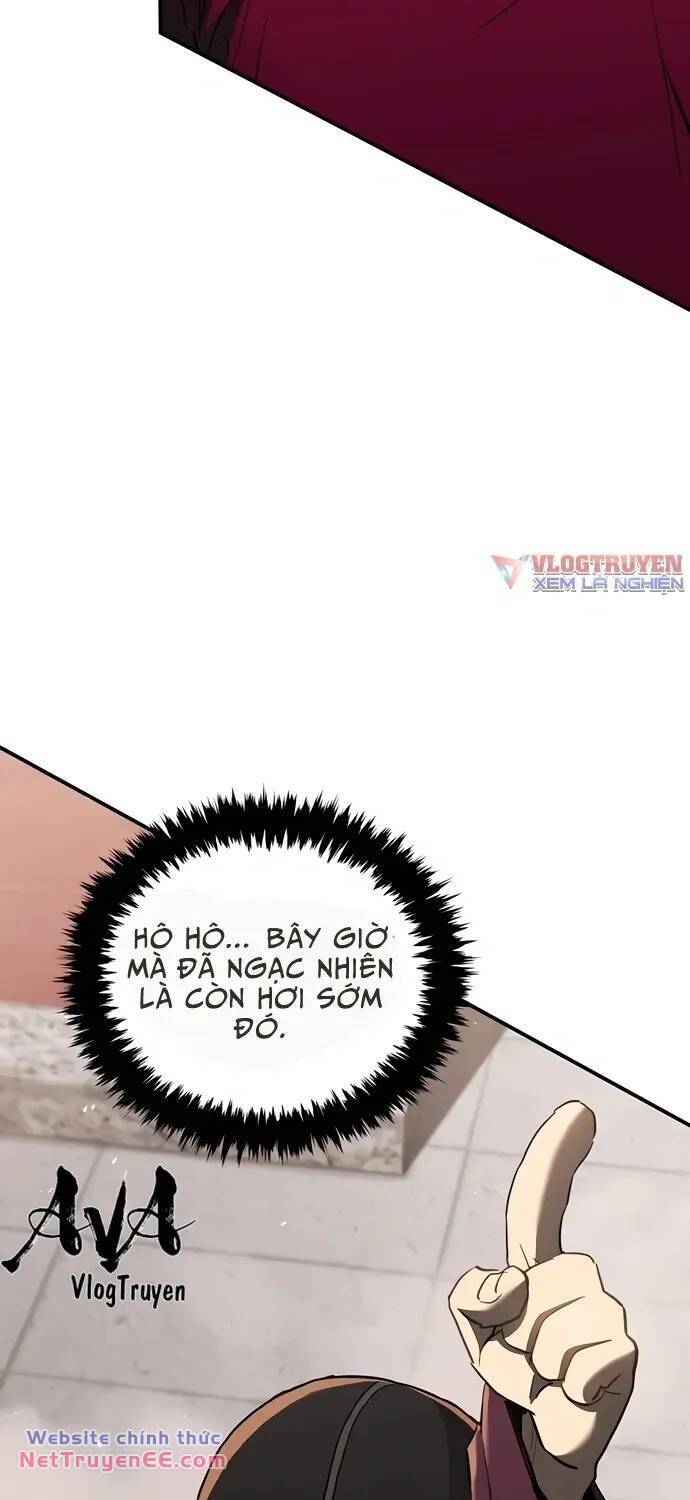 VLOGTRUYEN
XEM LÀ NGHIỆN
HÔ HÔ... BÂY GIỜ
MÀ ĐÃ NGẠC NHIÊN
LÀ CÒN HƠI SỚM
ĐÓ.
AVA
VlogTruyen
Website chính thức
NetTruyenEE.com